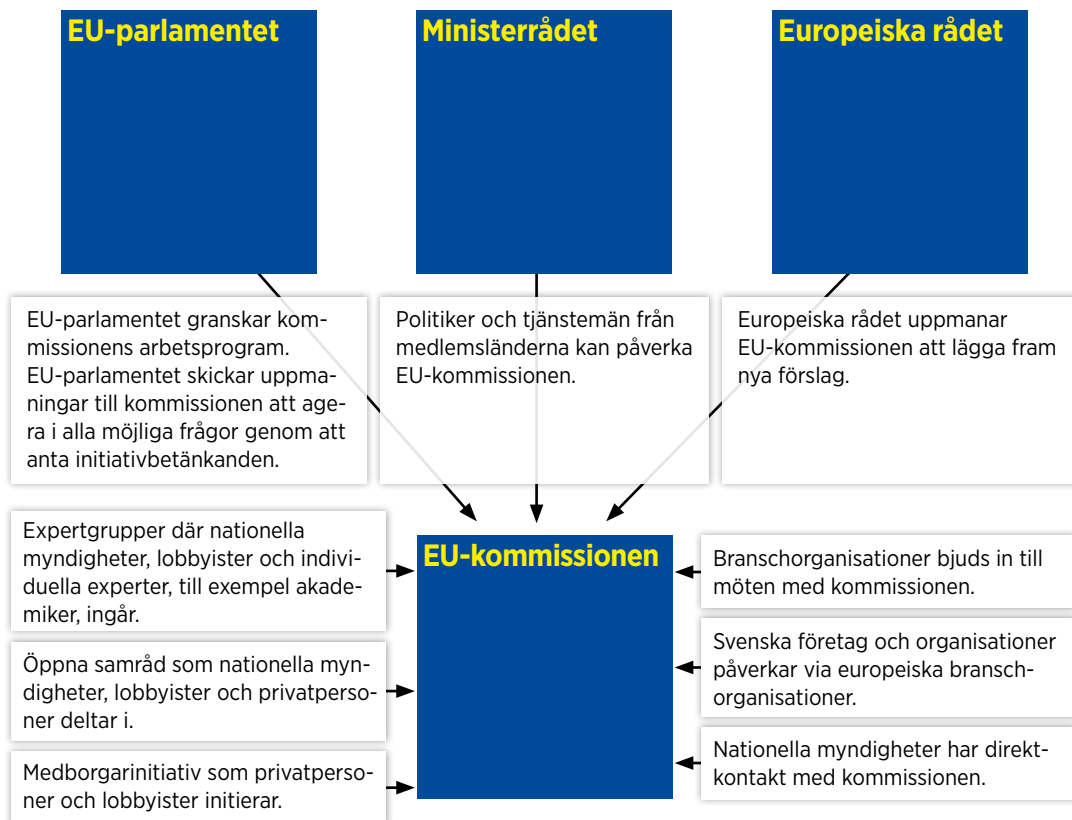 EU-parlamentet
Ministerrådet
Europeiska rådet
EU-parlamentet granskar kom-
missionens arbetsprogram.
EU-parlamentet skickar uppma-
ningar till kommissionen att age-
ra i alla möjliga frågor genom att
anta initiativbetänkanden.
Politiker och tjänstemän från
medlemsländerna kan påverka
EU-kommissionen.
Europeiska rådet uppmanar
EU-kommissionen att lägga fram
nya förslag.
Expertgrupper där nationella
myndigheter, lobbyister och indivi-
duella experter, till exempel akade-
miker, ingår.
Öppna samråd som nationella myn-
digheter, lobbyister och privatperso-
ner deltar i.
Medborgarinitiativ som privatperso-
ner och lobbyister initierar.
EU-kommissionen
Branschorganisationer bjuds in till
möten med kommissionen.
Svenska företag och organisationer
påverkar via europeiska bransch-
organisationer.
Nationella myndigheter har direkt-
kontakt med kommissionen.